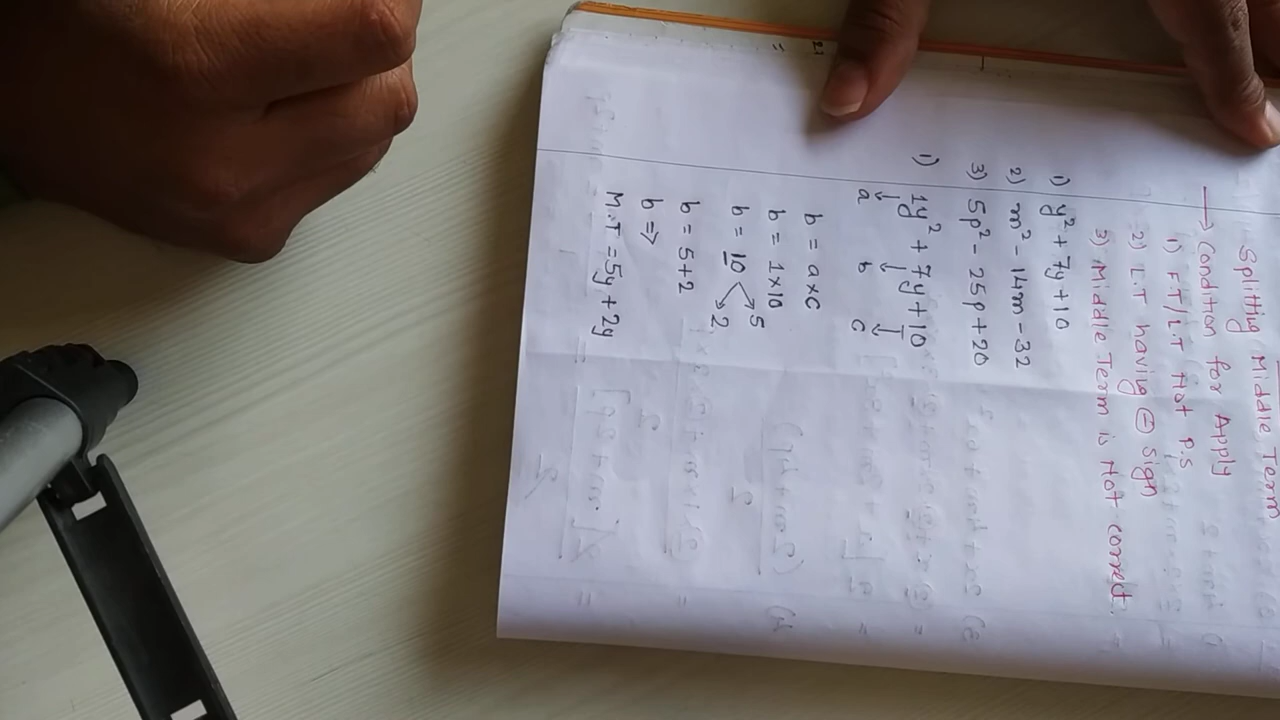 Splitting Middle Term
→ Condition for Apply
1) F.T/L.T Not P.S
2) L.T having ⊖ sign
3) Middle Term is Not correct.
1) y² + 7y + 10
2) m² - 14m - 32
3) 5p² - 25p + 20
1) 1y² + 7y + 10
↓ ↓ ↓
a b c
b = a × c
b = 1×10
b = 10 → 5 → 2
b = 5 + 2
b ⇒
M.T = 5y + 2y